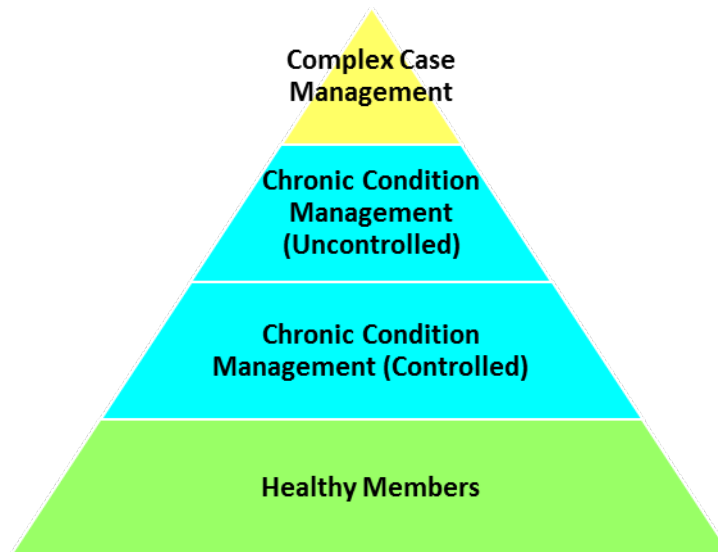 Complex Case
Management
Chronic Condition
Management
(Uncontrolled)
Chronic Condition
Management (Controlled)
Healthy Members